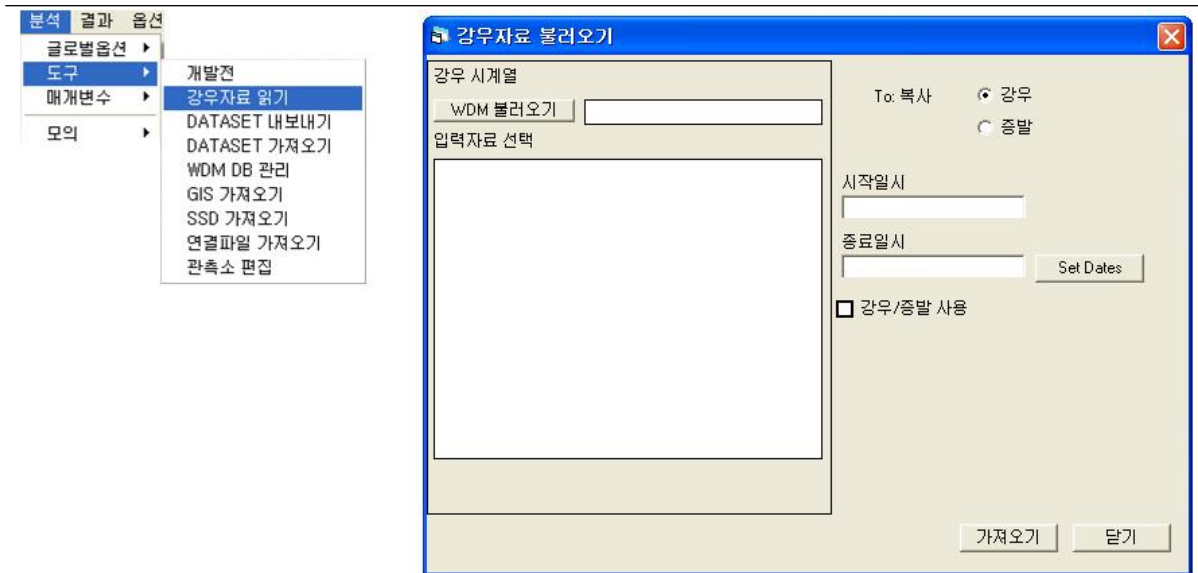 분석 결과 옵션
글로벌옵션
도구
매개변수
모의
개발전
강우자료 읽기
DATASET 내보내기
DATASET 가져오기
WDM DB 관리
GIS 가져오기
SSD 가져오기
연결파일 가져오기
관측소 편집
강우자료 불러오기
강우 시계열
WDM 불러오기
입력자료 선택
To: 복사
강우
증발
시작일시
종료일시
Set Dates
강우/증발 사용
가져오기 닫기